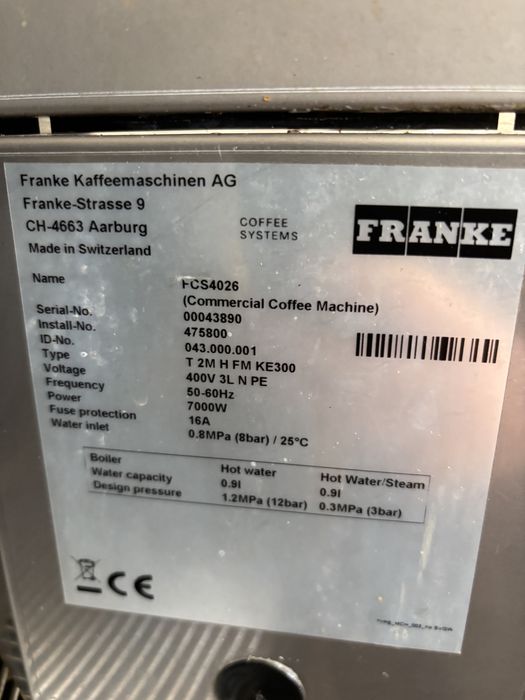 Franke Kaffeemaschinen AG
Franke-Strasse 9
CH-4663 Aarburg
Made in Switzerland
COFFEE
SYSTEMS
FRANKE
Name FCS4026
(Commercial Coffee Machine)
Serial-No. 00043890
Install-No. 475800
ID-No. 043.000.001
Type T 2M H FM KE300
Voltage 400V 3L N PE
Frequency 50-60Hz
Power 7000W
Fuse protection 16A
Water inlet 0.8MPa (8bar) / 25°C
Boiler Hot water Hot Water/Steam
Water capacity 0.9l 0.9l
Design pressure 1.2MPa (12bar) 0.3MPa (3bar)
CE